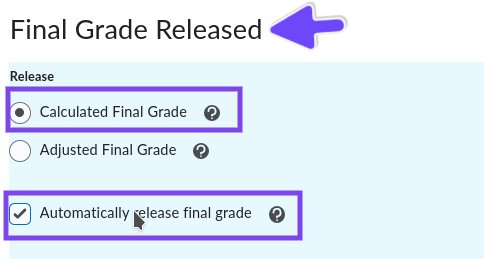 Final Grade Released
Release
Calculated Final Grade ?
Adjusted Final Grade ?
Automatically release final grade ?